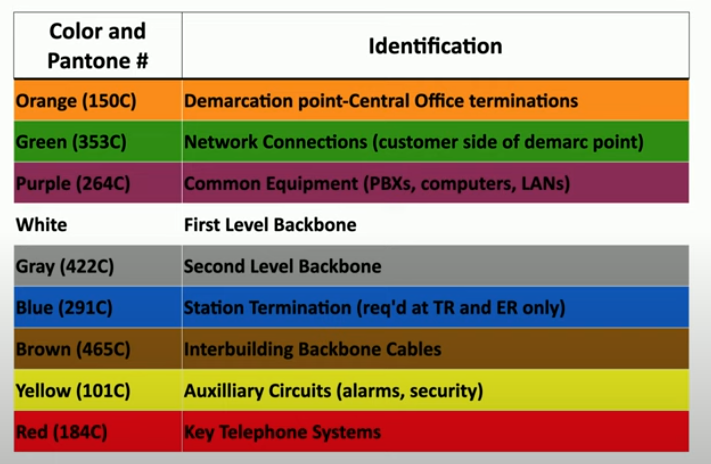 Color and Pantone # Identification
Orange (150C) Demarcation point-Central Office terminations
Green (353C) Network Connections (customer side of demarc point)
Purple (264C) Common Equipment (PBXs, computers, LANs)
White First Level Backbone
Gray (422C) Second Level Backbone
Blue (291C) Station Termination (req'd at TR and ER only)
Brown (465C) Interbuilding Backbone Cables
Yellow (101C) Auxilliary Circuits (alarms, security)
Red (184C) Key Telephone Systems